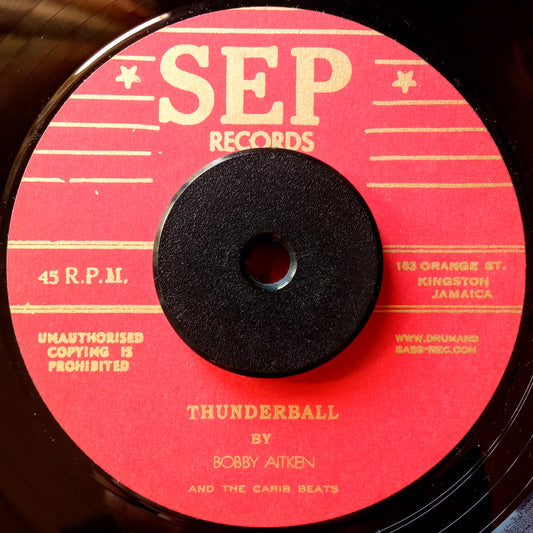 SEP
RECORDS
45 R.P.M.
163 ORANGE ST.
KINGSTON
JAMAICA
UNAUTHORISED
COPYING IS
PROHIBITED
WWW.DRUMAND
BASS-REC.COM
THUNDERBALL
BY
BOBBY AITKEN
AND THE CARIB BEATS